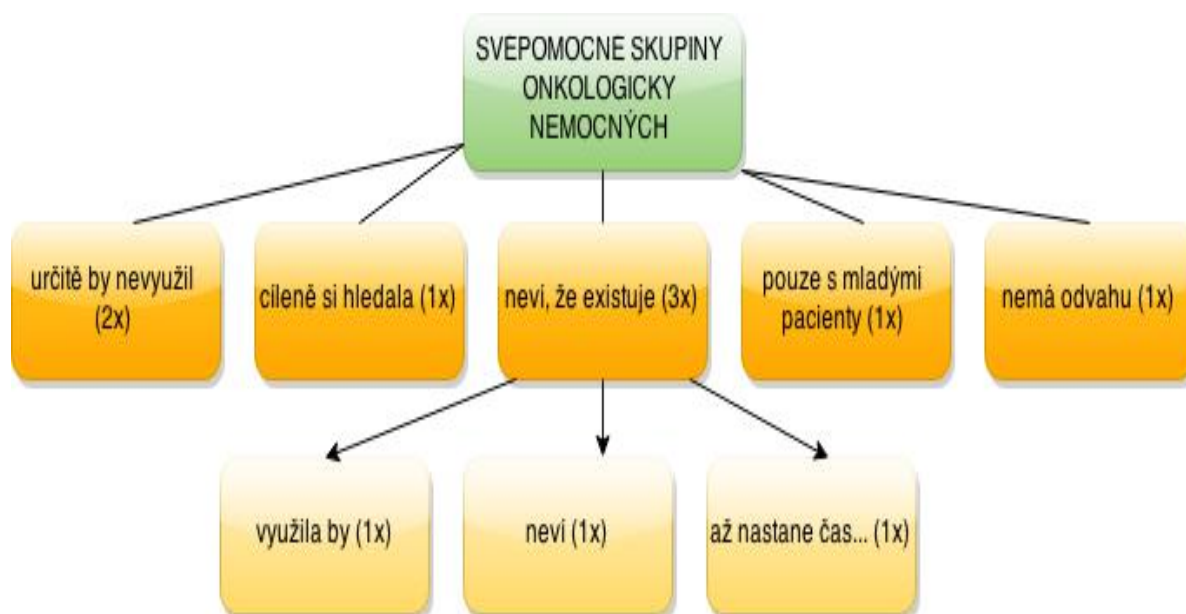 SVÉPOMOCNÉ SKUPINY
ONKOLOGICKY
NEMOCNÝCH
určitě by nevyužil
(2x)
cíleně si hledala (1x)
neví, že existuje (3x)
pouze s mladými
pacienty (1x)
nemá odvahu (1x)
využila by (1x)
neví (1x)
až nastane čas... (1x)